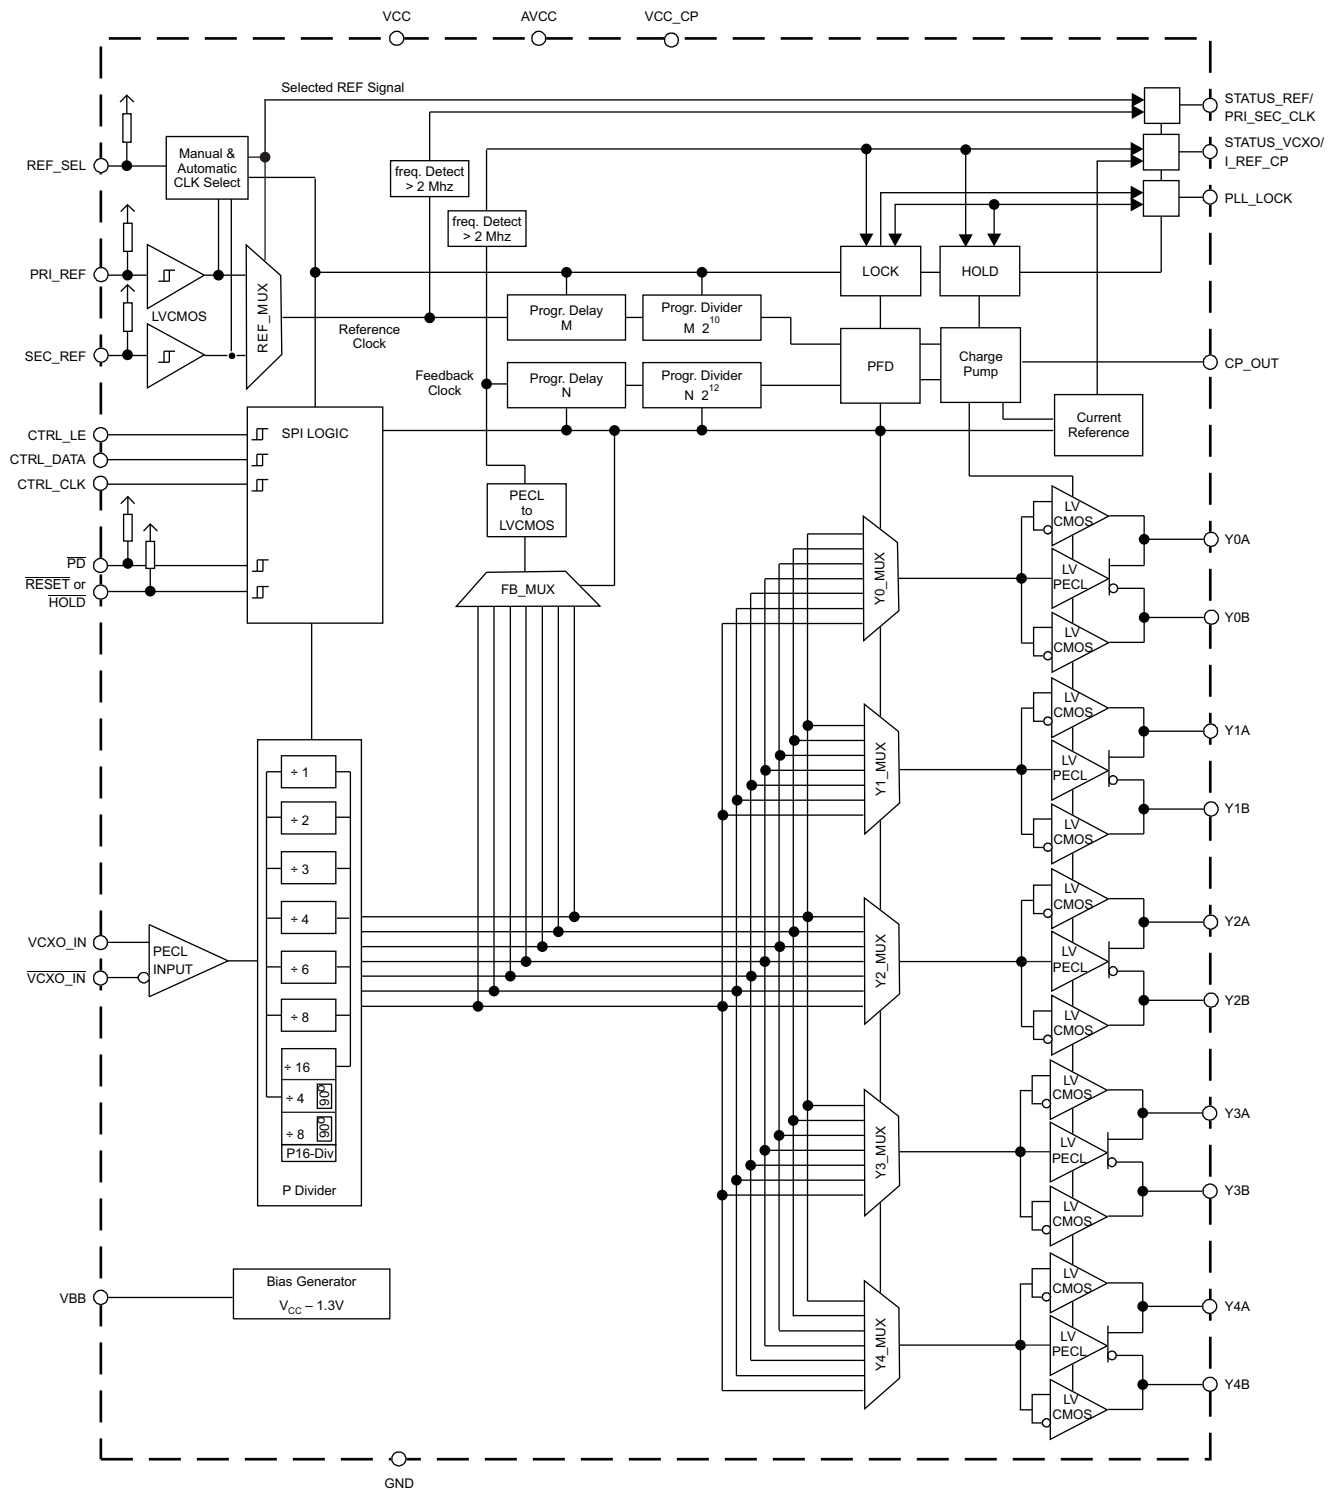 VCC
AVCC
VCC_CP
Selected REF Signal
STATUS_REF/
PRI_SEC_CLK
REF_SEL
Manual &
Automatic
CLK Select
freq. Detect
> 2 Mhz
STATUS_VCXO/
I_REF_CP
PLL_LOCK
freq. Detect
> 2 Mhz
PRI_REF
LVCMOS
SEC_REF
REF_MUX
Reference
Clock
Progr. Delay
M
Progr. Divider
M 2^10
LOCK
HOLD
Feedback
Clock
Progr. Delay
N
Progr. Divider
N 2^12
PFD
Charge
Pump
CP_OUT
Current
Reference
CTRL_LE
CTRL_DATA
CTRL_CLK
SPI LOGIC
PD
RESET or
HOLD
PECL
to
LVCMOS
FB_MUX
Y0_MUX
LV
CMOS
LV
PECL
LV
CMOS
Y0A
Y0B
Y1_MUX
LV
CMOS
LV
PECL
LV
CMOS
Y1A
Y1B
÷ 1
÷ 2
÷ 3
÷ 4
÷ 6
÷ 8
÷ 16
÷ 4
90°
÷ 8
90°
P16-Div
P Divider
VCXO_IN
VCXO_IN
PECL
INPUT
Y2_MUX
LV
CMOS
LV
PECL
LV
CMOS
Y2A
Y2B
Y3_MUX
LV
CMOS
LV
PECL
LV
CMOS
Y3A
Y3B
VBB
Bias Generator
VCC – 1.3V
Y4_MUX
LV
CMOS
LV
PECL
LV
CMOS
Y4A
Y4B
GND